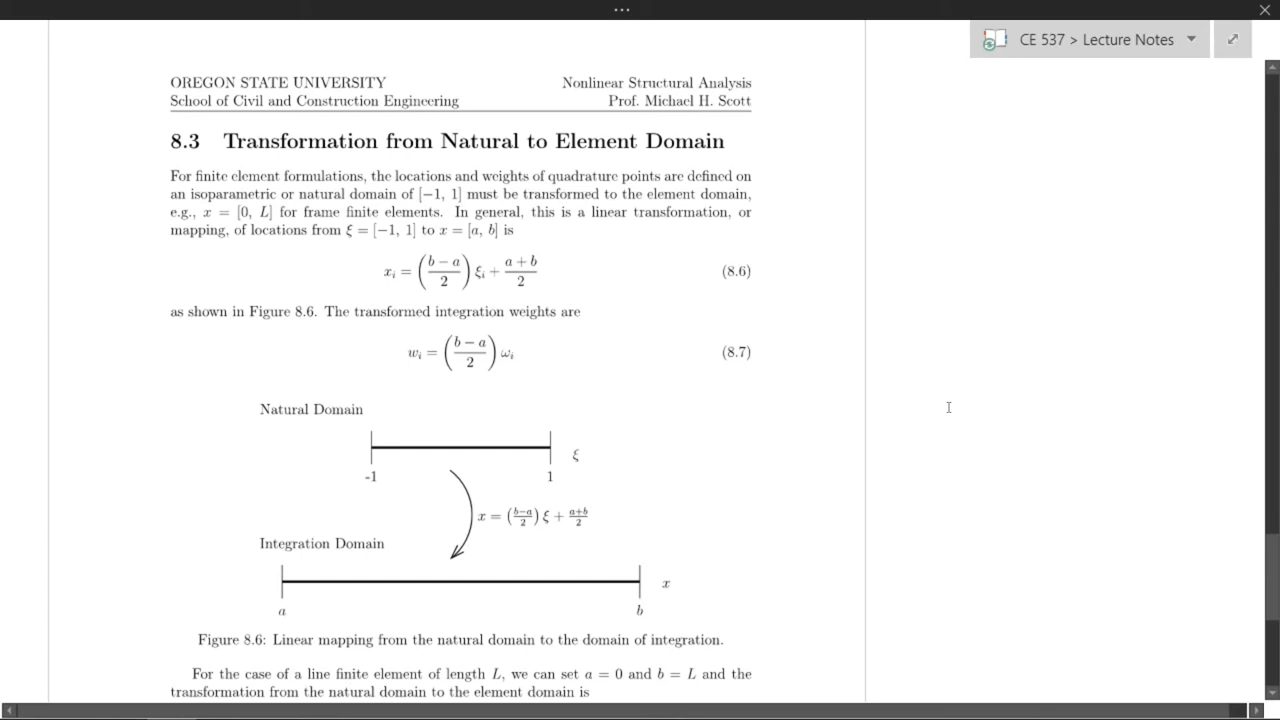 CE 537 > Lecture Notes
OREGON STATE UNIVERSITY Nonlinear Structural Analysis
School of Civil and Construction Engineering Prof. Michael H. Scott
8.3 Transformation from Natural to Element Domain
For finite element formulations, the locations and weights of quadrature points are defined on
an isoparametric or natural domain of [−1, 1] must be transformed to the element domain,
e.g., x = [0, L] for frame finite elements. In general, this is a linear transformation, or
mapping, of locations from ξ = [−1, 1] to x = [a, b] is
xᵢ = ((b − a)/2) ξᵢ + (a + b)/2 (8.6)
as shown in Figure 8.6. The transformed integration weights are
wᵢ = ((b − a)/2) ωᵢ (8.7)
Natural Domain
ξ
-1 1
x = ((b−a)/2) ξ + (a+b)/2
Integration Domain
x
a b
Figure 8.6: Linear mapping from the natural domain to the domain of integration.
For the case of a line finite element of length L, we can set a = 0 and b = L and the
transformation from the natural domain to the element domain is